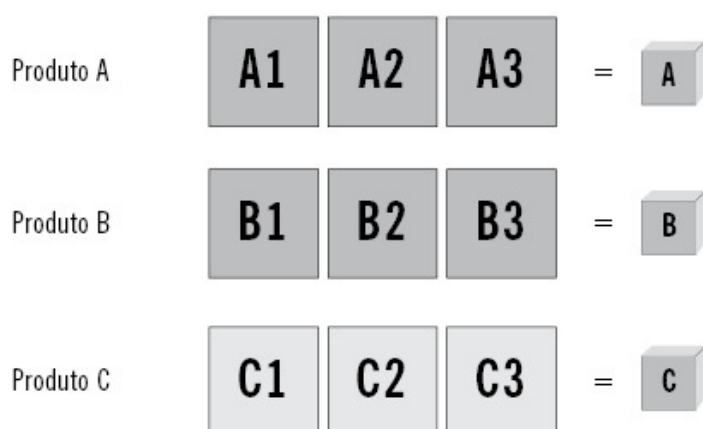 Produto A A1 A2 A3 = A
Produto B B1 B2 B3 = B
Produto C C1 C2 C3 = C